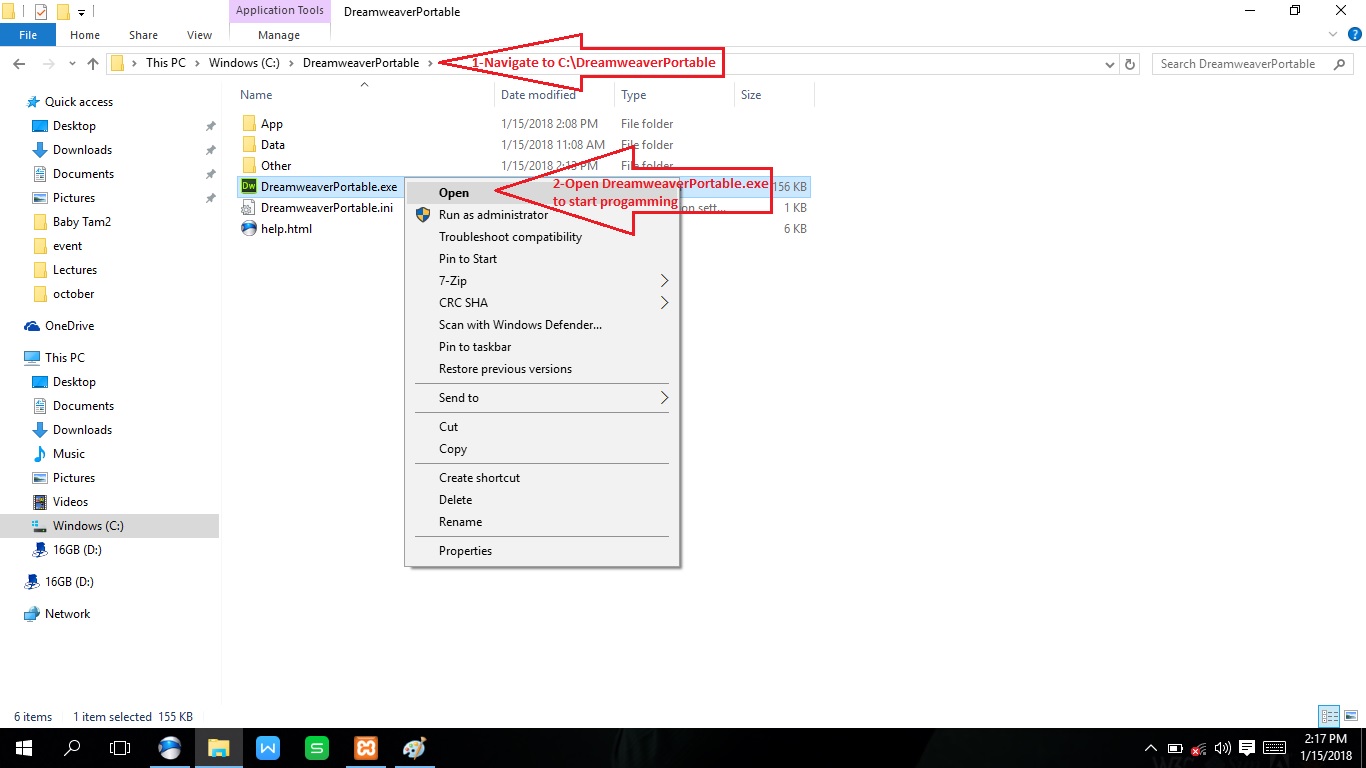 Application Tools
DreamweaverPortable
File
Home
Share
View
Manage
This PC
Windows (C:)
DreamweaverPortable
1-Navigate to C:\DreamweaverPortable
Search DreamweaverPortable
Name
Date modified
Type
Size
Quick access
Desktop
Downloads
Documents
Pictures
Baby Tam2
event
Lectures
october
OneDrive
This PC
Desktop
Documents
Downloads
Music
Pictures
Videos
Windows (C:)
16GB (D:)
16GB (D:)
Network
App 1/15/2018 2:08 PM File folder
Data 1/15/2018 11:08 AM File folder
Other 1/15/2018 2:13 PM File folder
Dw DreamweaverPortable.exe 156 KB
DreamweaverPortable.ini on sett... 1 KB
help.html 6 KB
2-Open DreamweaverPortable.exe
to start progamming
Open
Run as administrator
Troubleshoot compatibility
Pin to Start
7-Zip
CRC SHA
Scan with Windows Defender...
Pin to taskbar
Restore previous versions
Send to
Cut
Copy
Create shortcut
Delete
Rename
Properties
6 items 1 item selected 155 KB
W
S
2:17 PM
1/15/2018